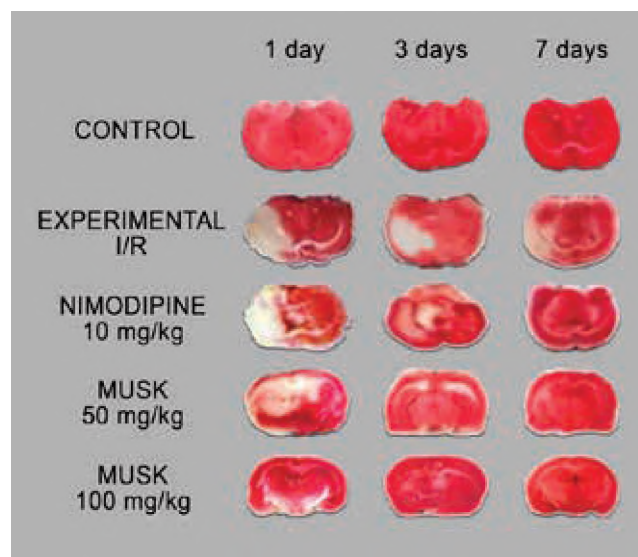 1 day 3 days 7 days
CONTROL
EXPERIMENTAL
I/R
NIMODIPINE
10 mg/kg
MUSK
50 mg/kg
MUSK
100 mg/kg